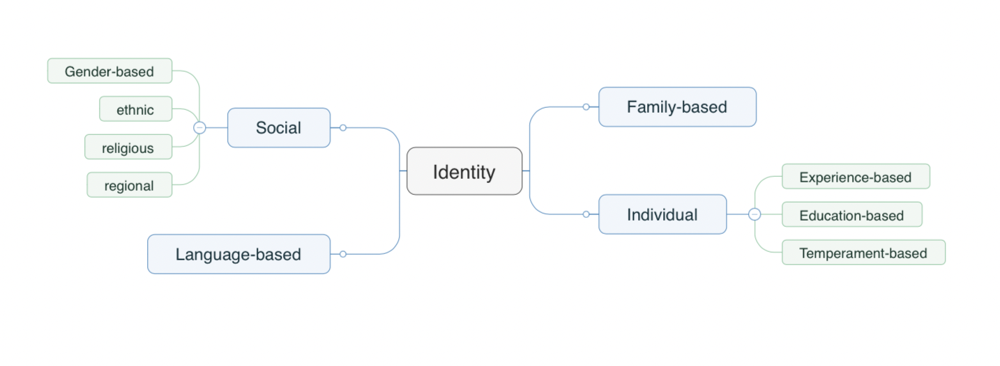 Identity
Social
Gender-based
ethnic
religious
regional
Language-based
Family-based
Individual
Experience-based
Education-based
Temperament-based